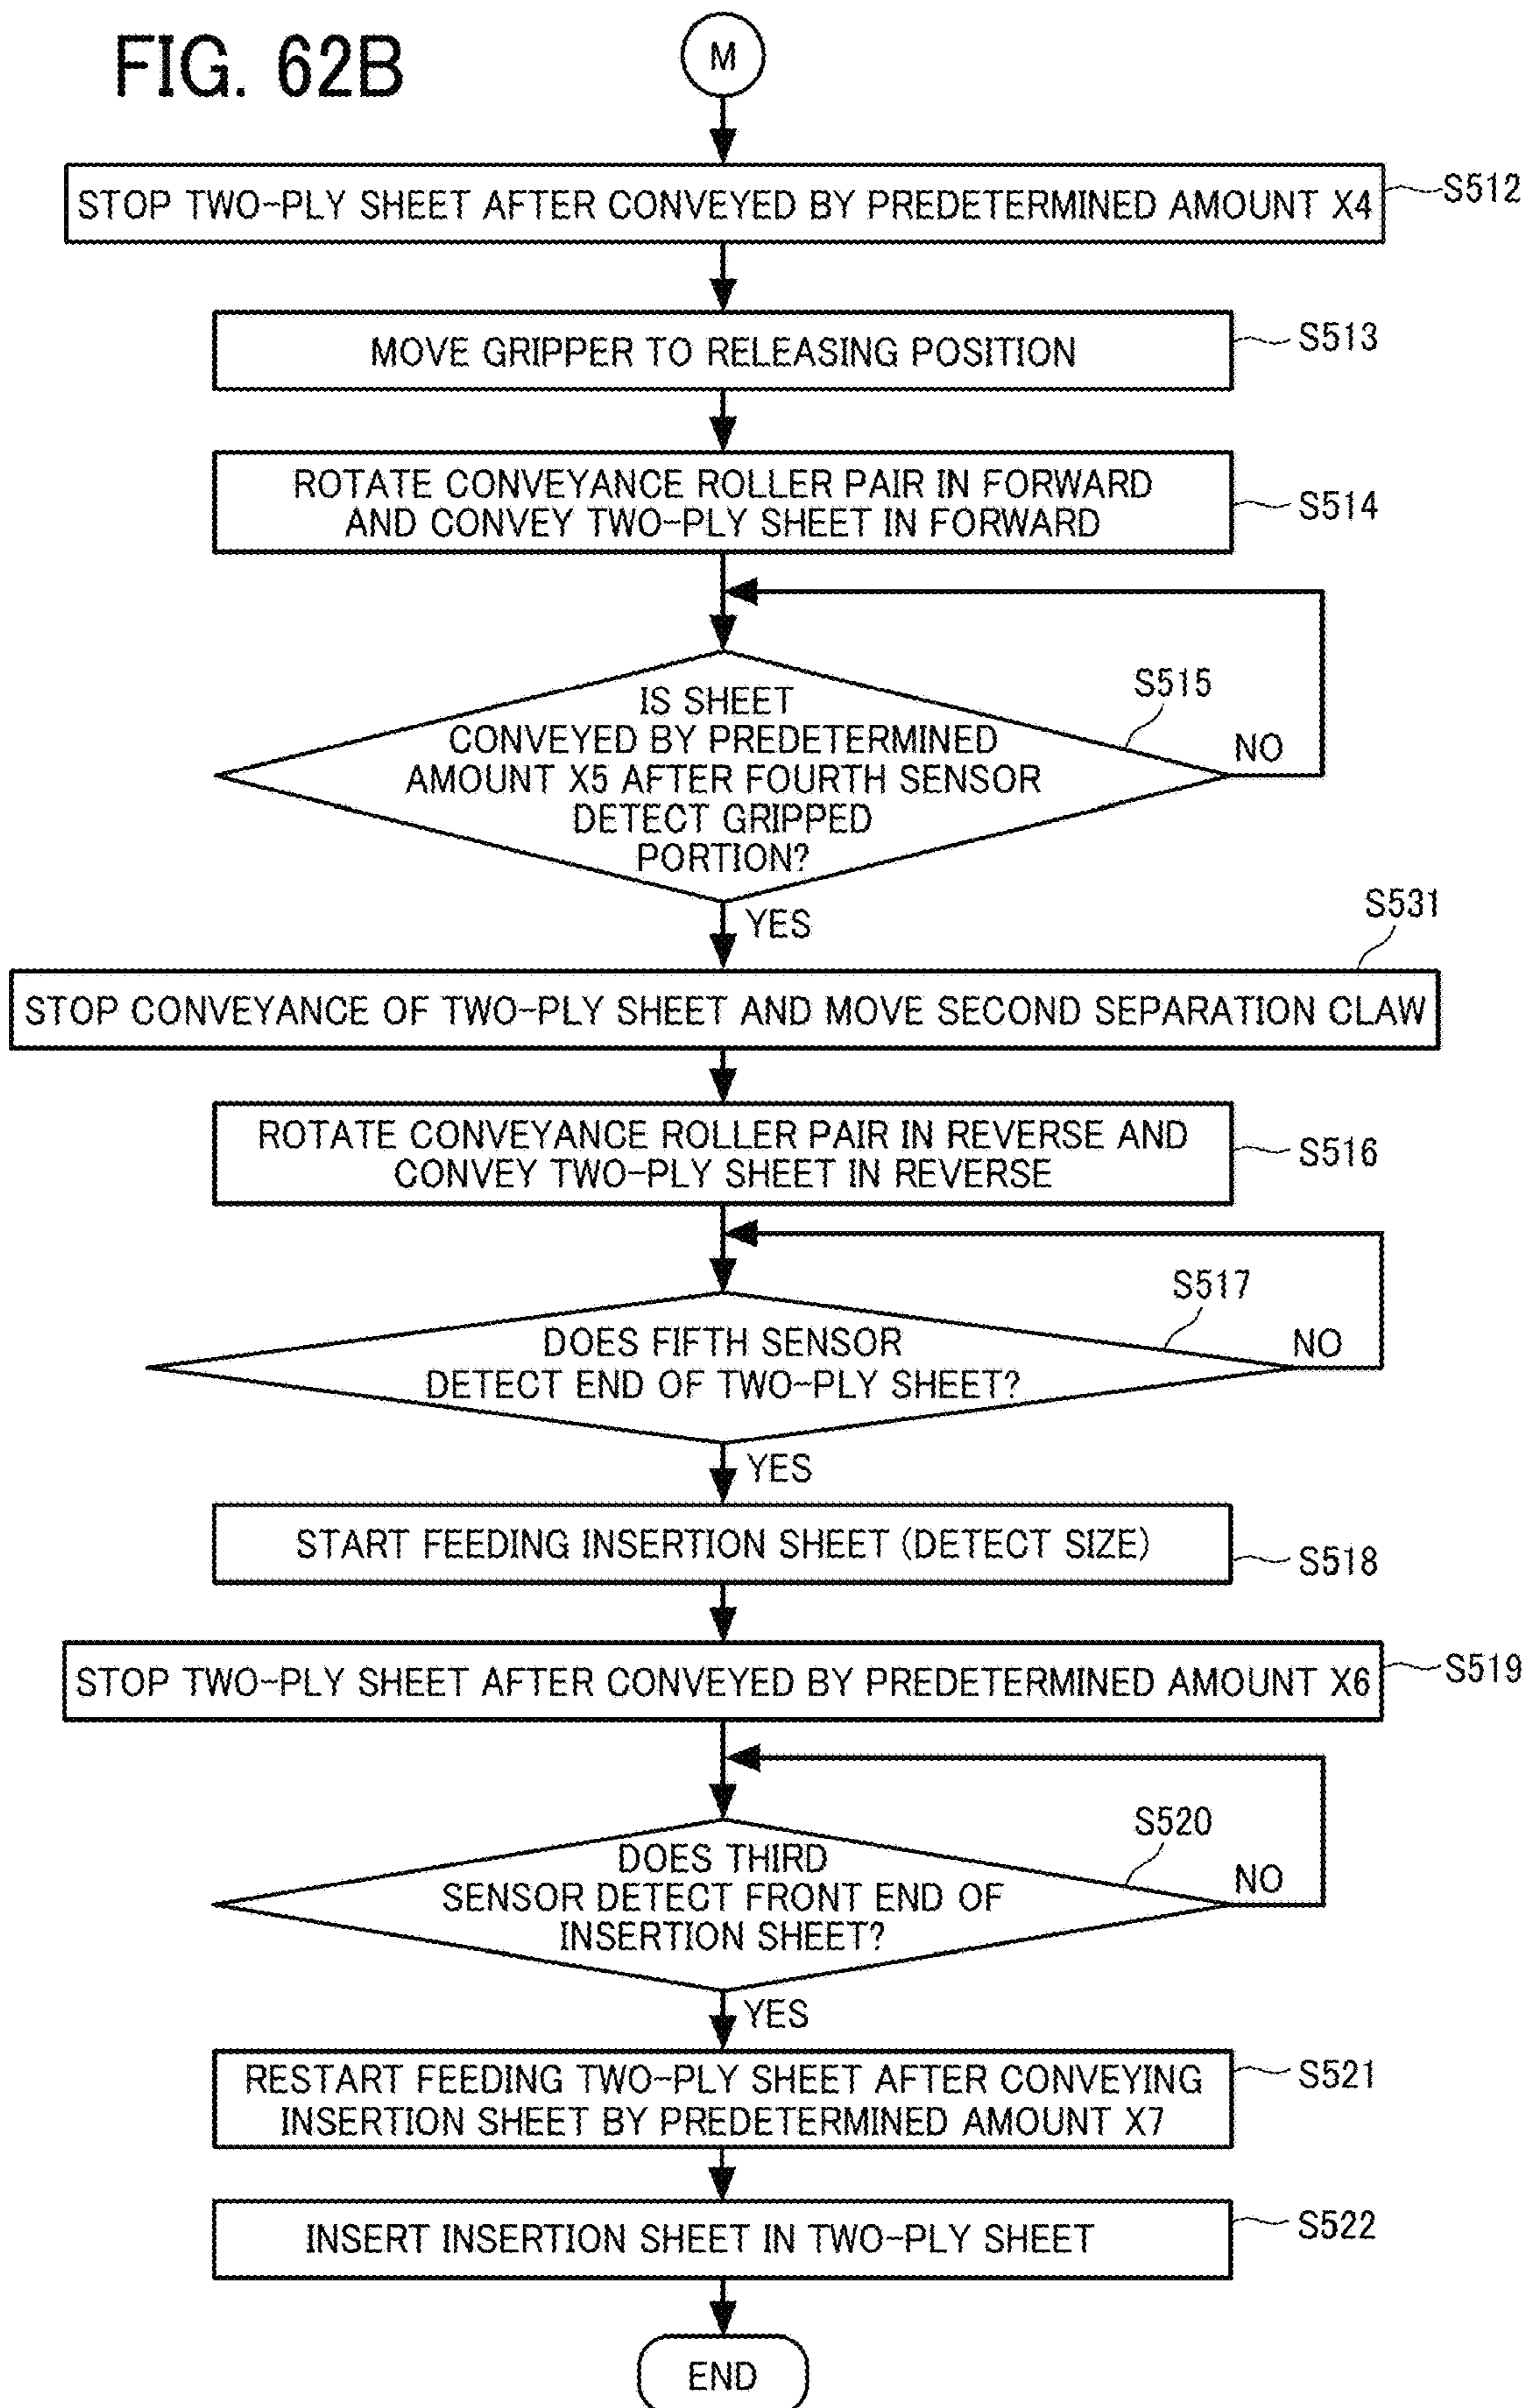 FIG. 62B
M
STOP TWO-PLY SHEET AFTER CONVEYED BY PREDETERMINED AMOUNT X4
S512
MOVE GRIPPER TO RELEASING POSITION
S513
ROTATE CONVEYANCE ROLLER PAIR IN FORWARD
AND CONVEY TWO-PLY SHEET IN FORWARD
S514
IS SHEET
CONVEYED BY PREDETERMINED
AMOUNT X5 AFTER FOURTH SENSOR
DETECT GRIPPED
PORTION?
S515
NO
YES
S531
STOP CONVEYANCE OF TWO-PLY SHEET AND MOVE SECOND SEPARATION CLAW
ROTATE CONVEYANCE ROLLER PAIR IN REVERSE AND
CONVEY TWO-PLY SHEET IN REVERSE
S516
DOES FIFTH SENSOR
DETECT END OF TWO-PLY SHEET?
S517
NO
YES
START FEEDING INSERTION SHEET (DETECT SIZE)
S518
STOP TWO-PLY SHEET AFTER CONVEYED BY PREDETERMINED AMOUNT X6
S519
DOES THIRD
SENSOR DETECT FRONT END OF
INSERTION SHEET?
S520
NO
YES
RESTART FEEDING TWO-PLY SHEET AFTER CONVEYING
INSERTION SHEET BY PREDETERMINED AMOUNT X7
S521
INSERT INSERTION SHEET IN TWO-PLY SHEET
S522
END